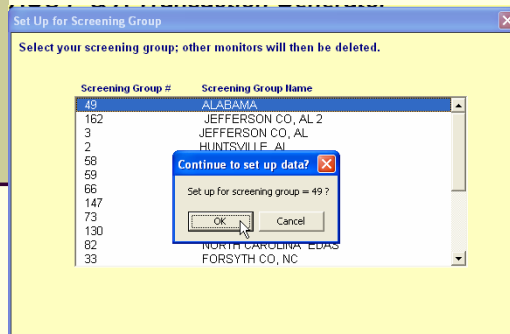 Set Up for Screening Group
Select your screening group; other monitors will then be deleted.
Screening Group # Screening Group Name
49 ALABAMA
162 JEFFERSON CO, AL 2
3 JEFFERSON CO, AL
2 HUNTSVILLE, AL
58
59
66
147
73
130
82 NORTH CAROLINA EDAS
33 FORSYTH CO, NC
Continue to set up data?
Set up for screening group = 49 ?
OK Cancel